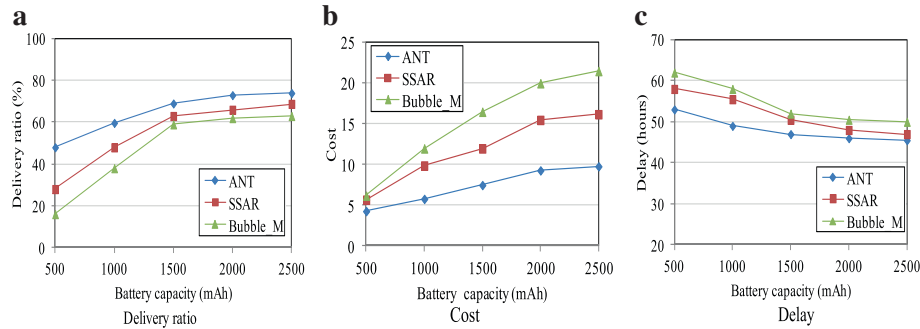 a
100
80
60
40
20
0
Delivery ratio (%)
ANT
SSAR
Bubble_M
500 1000 1500 2000 2500
Battery capacity (mAh)
Delivery ratio
b
25
20
15
10
5
0
Cost
ANT
SSAR
Bubble_M
500 1000 1500 2000 2500
Battery capacity (mAh)
Cost
c
70
60
50
40
30
20
Delay (hours)
ANT
SSAR
Bubble_M
500 1000 1500 2000 2500
Battery capacity (mAh)
Delay